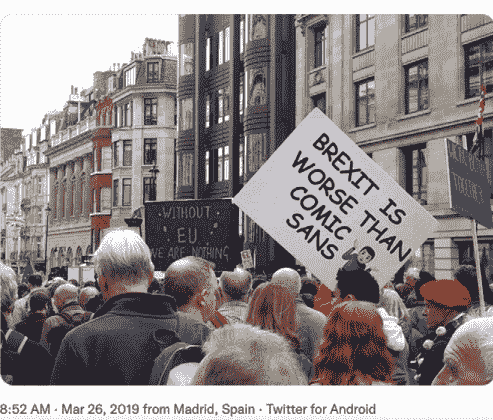 WITHOUT
EU
WE ARE NOTHING
BREXIT IS
WORSE THAN
COMIC
SANS
TOGETHER
8:52 AM · Mar 26, 2019 from Madrid, Spain · Twitter for Android